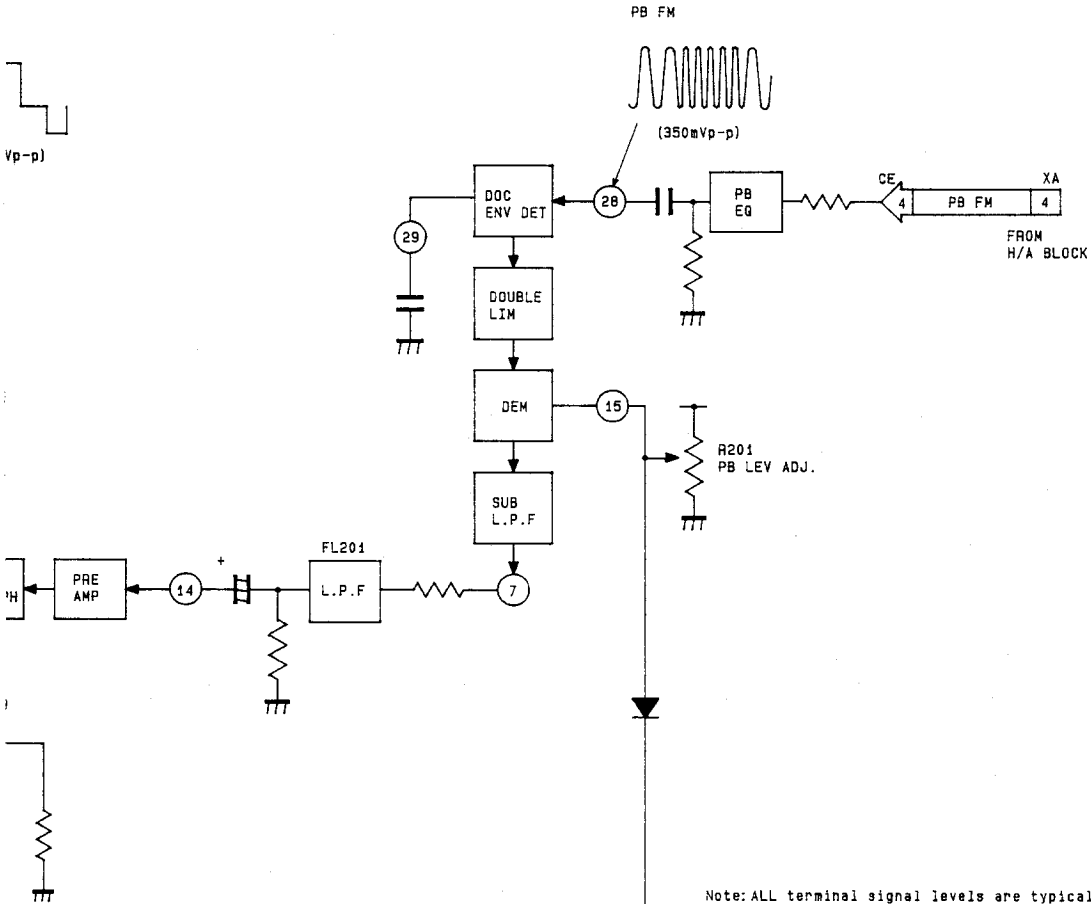 PB FM
(350mVp-p)
Vp-p)
DOC
ENV DET
28
PB
EQ
CE
4
PB FM
XA
4
FROM
H/A BLOCK
29
DOUBLE
LIM
DEM
15
R201
PB LEV ADJ.
SUB
L.P.F
FL201
+
PH
PRE
AMP
14
L.P.F
7
Note: ALL terminal signal levels are typical